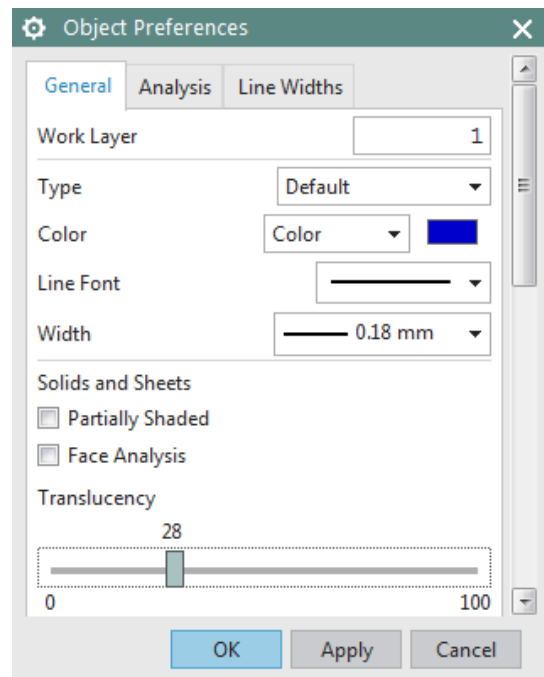 Object Preferences
General Analysis Line Widths
Work Layer 1
Type Default
Color Color
Line Font
Width 0.18 mm
Solids and Sheets
Partially Shaded
Face Analysis
Translucency
28
0 100
OK Apply Cancel